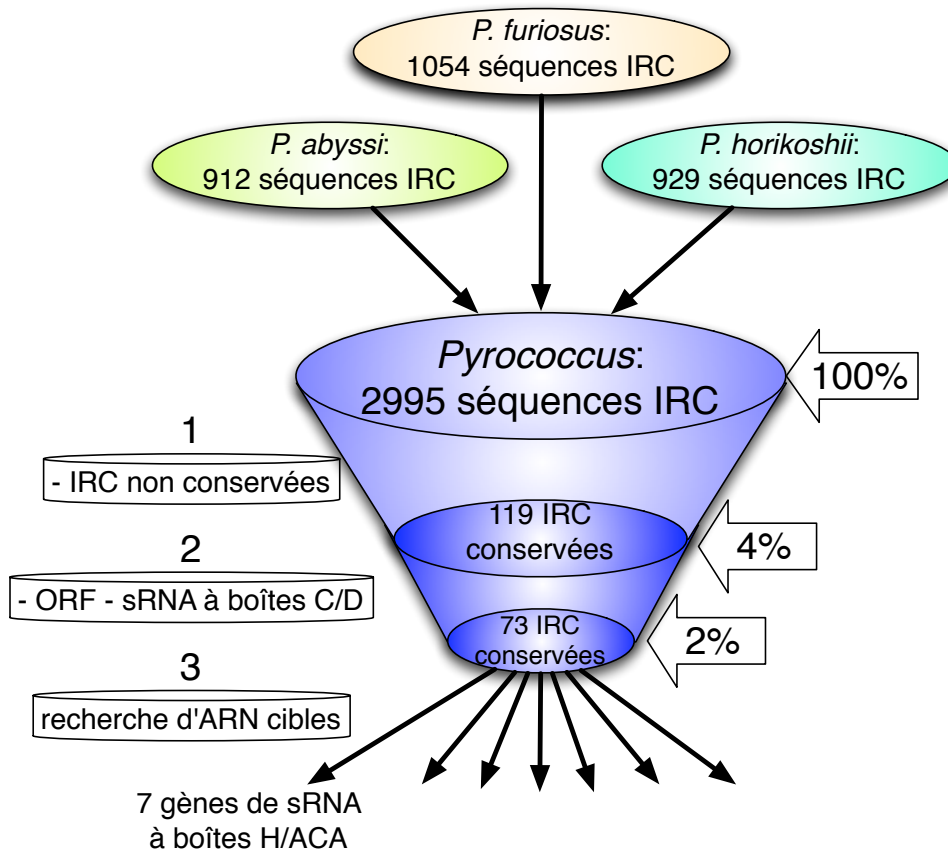 P. furiosus:
1054 séquences IRC
P. abyssi:
912 séquences IRC
P. horikoshii:
929 séquences IRC
Pyrococcus:
2995 séquences IRC
100%
1
- IRC non conservées
119 IRC
conservées
4%
2
- ORF - sRNA à boîtes C/D
73 IRC
conservées
2%
3
recherche d'ARN cibles
7 gènes de sRNA
à boîtes H/ACA